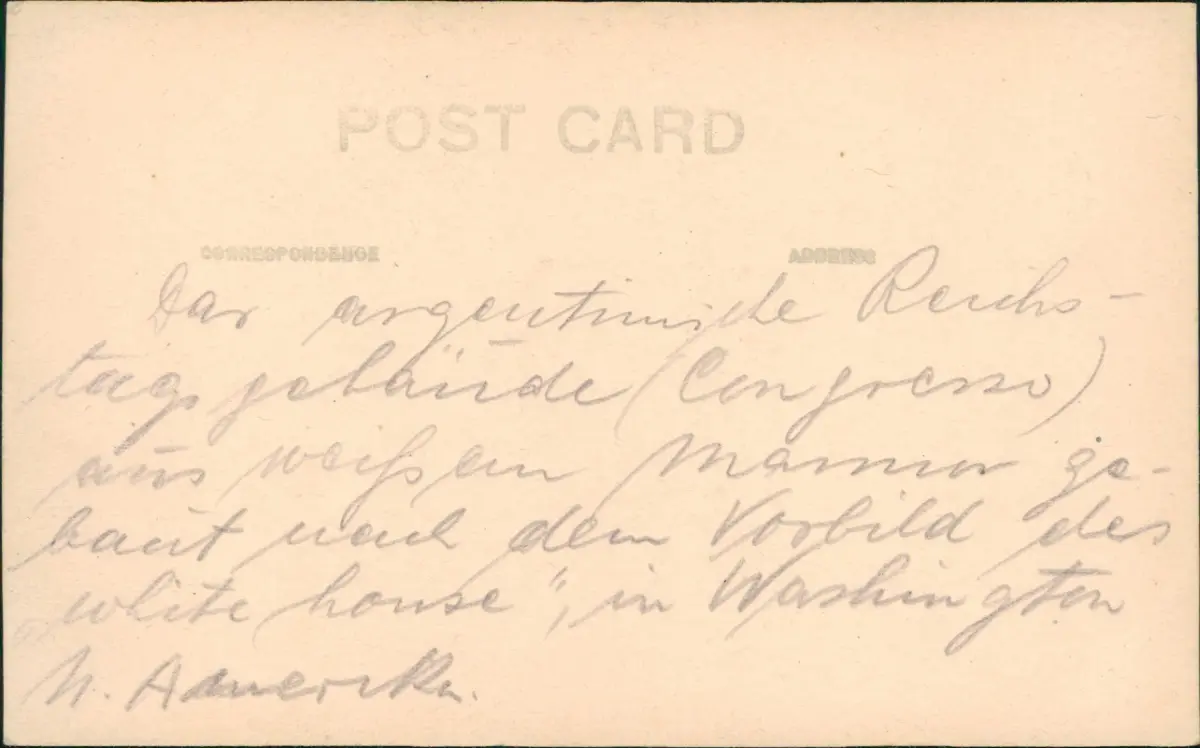 POST CARD
CORRESPONDENCE
ADDRESS
Das argentinische Reichs-
tagsgebäude (Congresso)
aus weißem Marmor ge-
baut nach dem Vorbild des
„white house“, in Washington
N. Amerika.